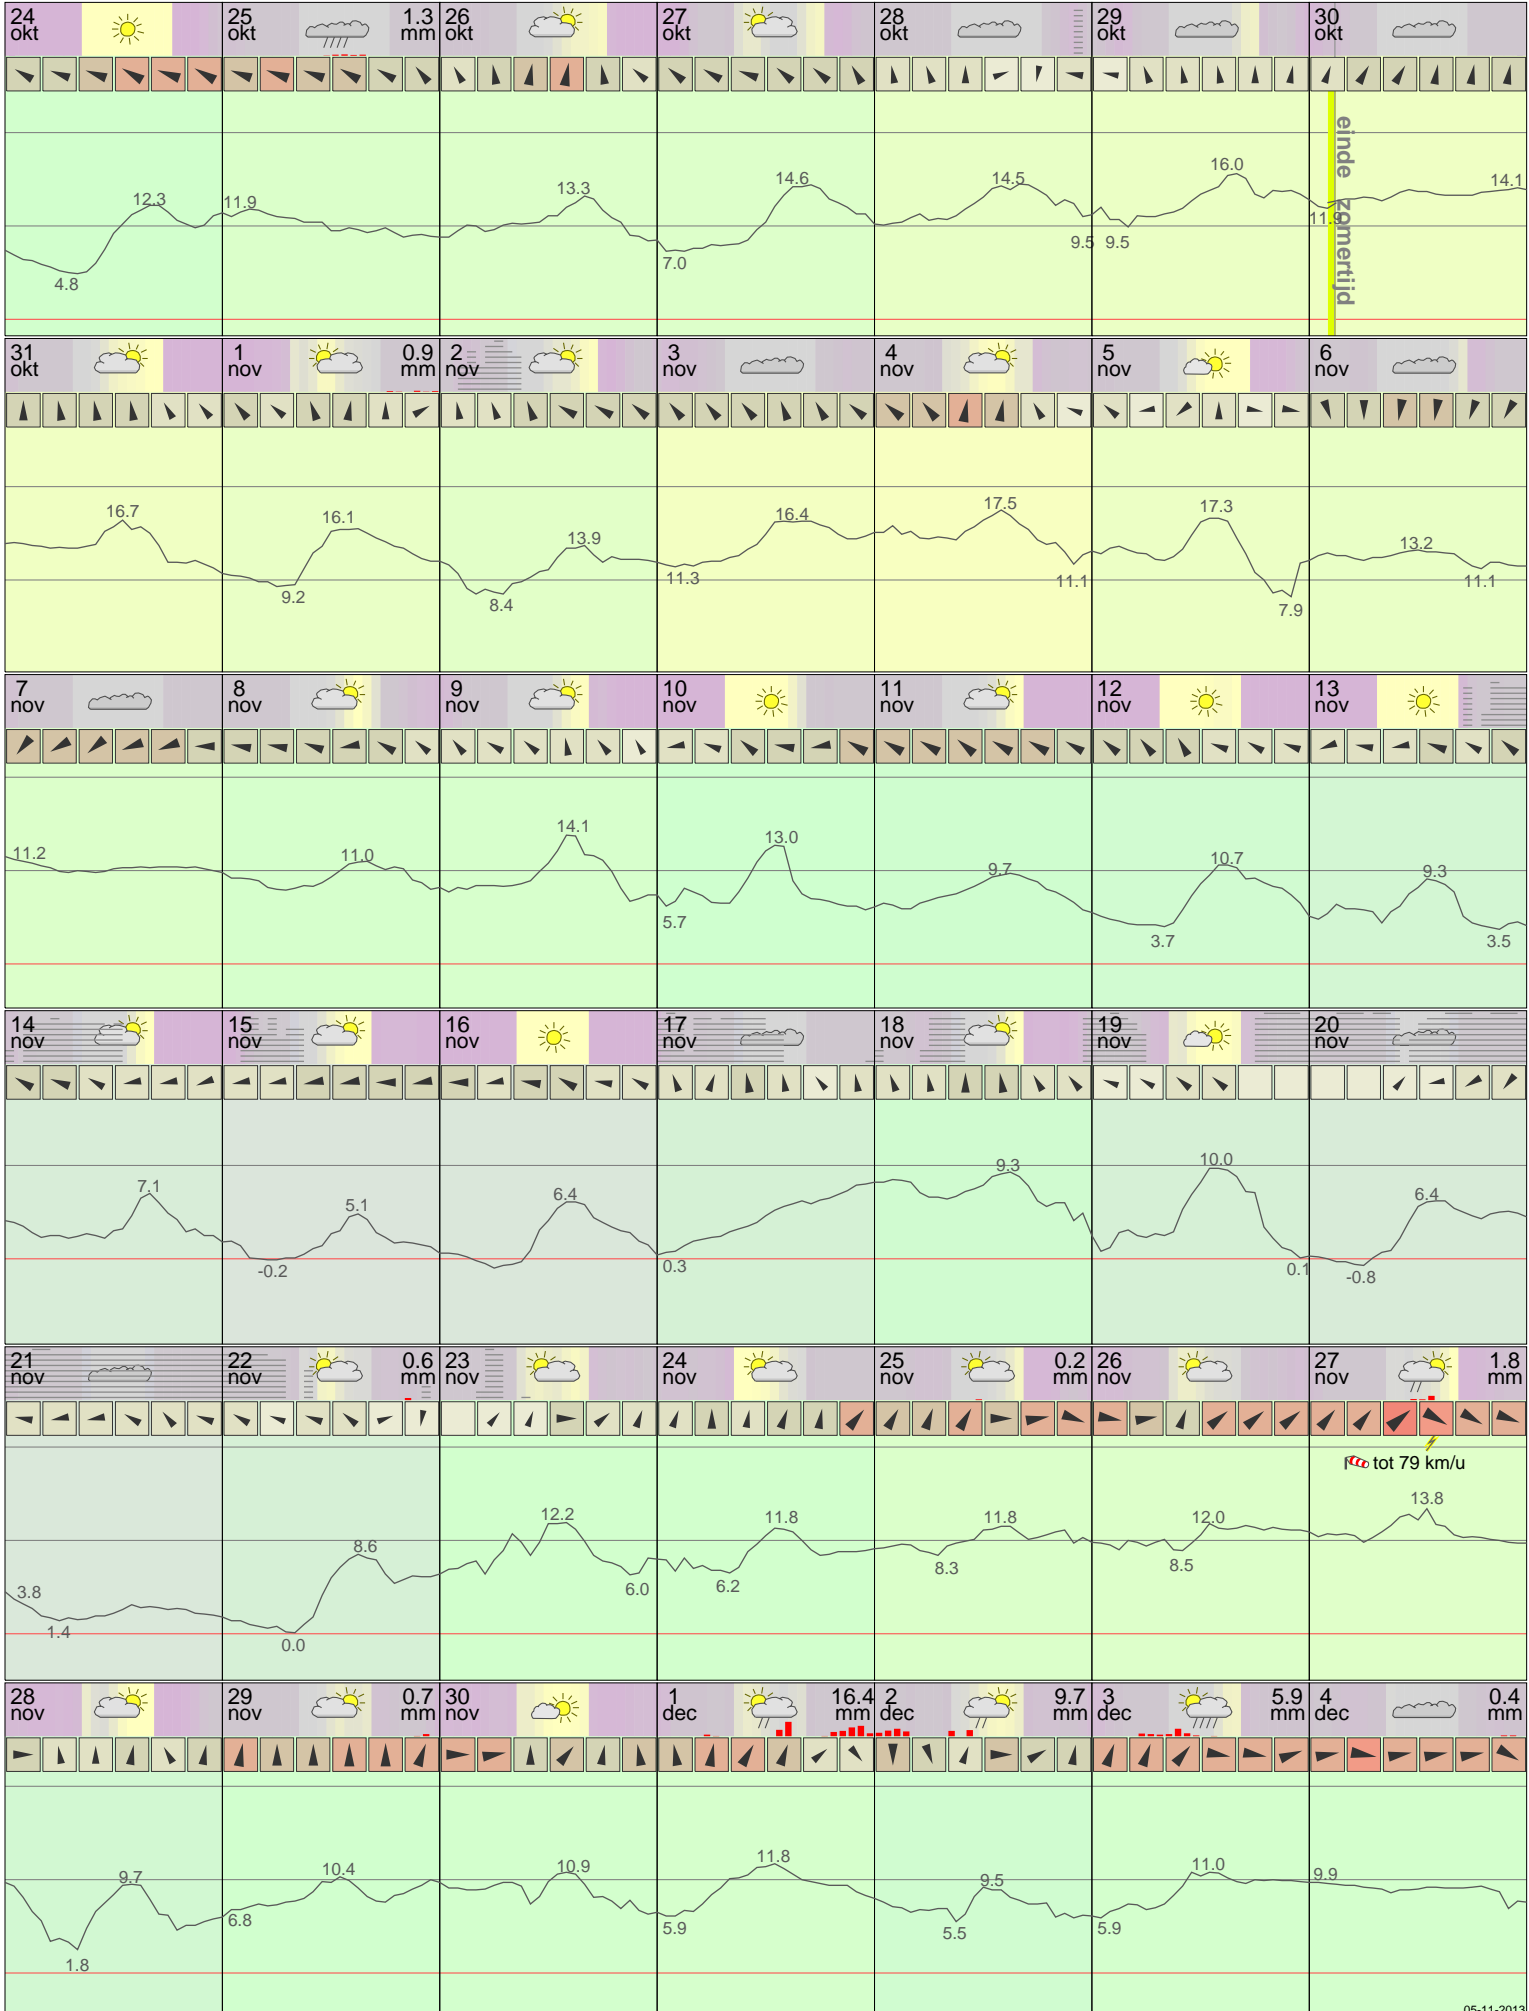 24 okt
25 okt 1.3 mm
26 okt
27 okt
28 okt
29 okt
30 okt
12.3
4.8
11.9
13.3
14.6
7.0
14.5
9.5
9.5
16.0
11.9
14.1
einde zomertijd
31 okt
1 nov 0.9 mm
2 nov
3 nov
4 nov
5 nov
6 nov
16.7
16.1
9.2
13.9
8.4
16.4
11.3
17.5
11.1
17.3
7.9
13.2
11.1
7 nov
8 nov
9 nov
10 nov
11 nov
12 nov
13 nov
11.2
11.0
14.1
13.0
5.7
9.7
10.7
3.7
9.3
3.5
14 nov
15 nov
16 nov
17 nov
18 nov
19 nov
20 nov
7.1
5.1
-0.2
6.4
0.3
9.3
10.0
0.1
6.4
-0.8
21 nov
22 nov 0.6 mm
23 nov
24 nov
25 nov 0.2 mm
26 nov
27 nov 1.8 mm
tot 79 km/u
3.8
1.4
8.6
0.0
12.2
6.0
11.8
6.2
11.8
8.3
12.0
8.5
13.8
28 nov
29 nov 0.7 mm
30 nov
1 dec 16.4 mm
2 dec 9.7 mm
3 dec 5.9 mm
4 dec 0.4 mm
9.7
1.8
10.4
6.8
10.9
11.8
5.9
9.5
5.5
11.0
5.9
9.9
05-11-2013